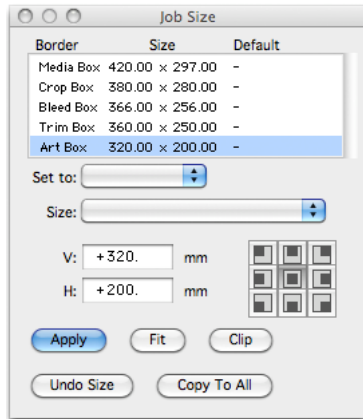 Job Size
Border Size Default
Media Box 420.00 × 297.00 -
Crop Box 380.00 × 280.00 -
Bleed Box 366.00 × 256.00 -
Trim Box 360.00 × 250.00 -
Art Box 320.00 × 200.00 -
Set to:
Size:
V: +320. mm
H: +200. mm
Apply Fit Clip
Undo Size Copy To All